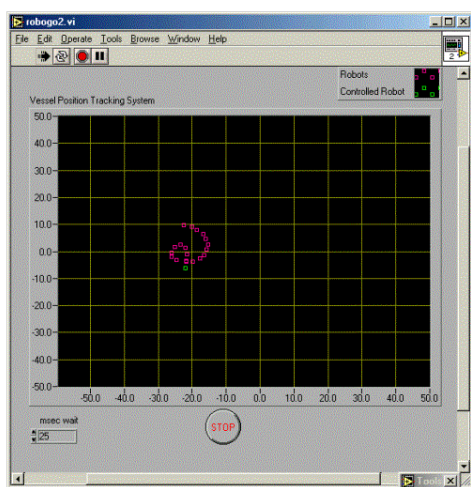 robogo2.vi
File Edit Operate Tools Browse Window Help
2
Robots
Controlled Robot
Vessel Position Tracking System
50.0
40.0
30.0
20.0
10.0
0.0
-10.0
-20.0
-30.0
-40.0
-50.0
-50.0 -40.0 -30.0 -20.0 -10.0 0.0 10.0 20.0 30.0 40.0 50.0
msec wait
25
STOP
Tools